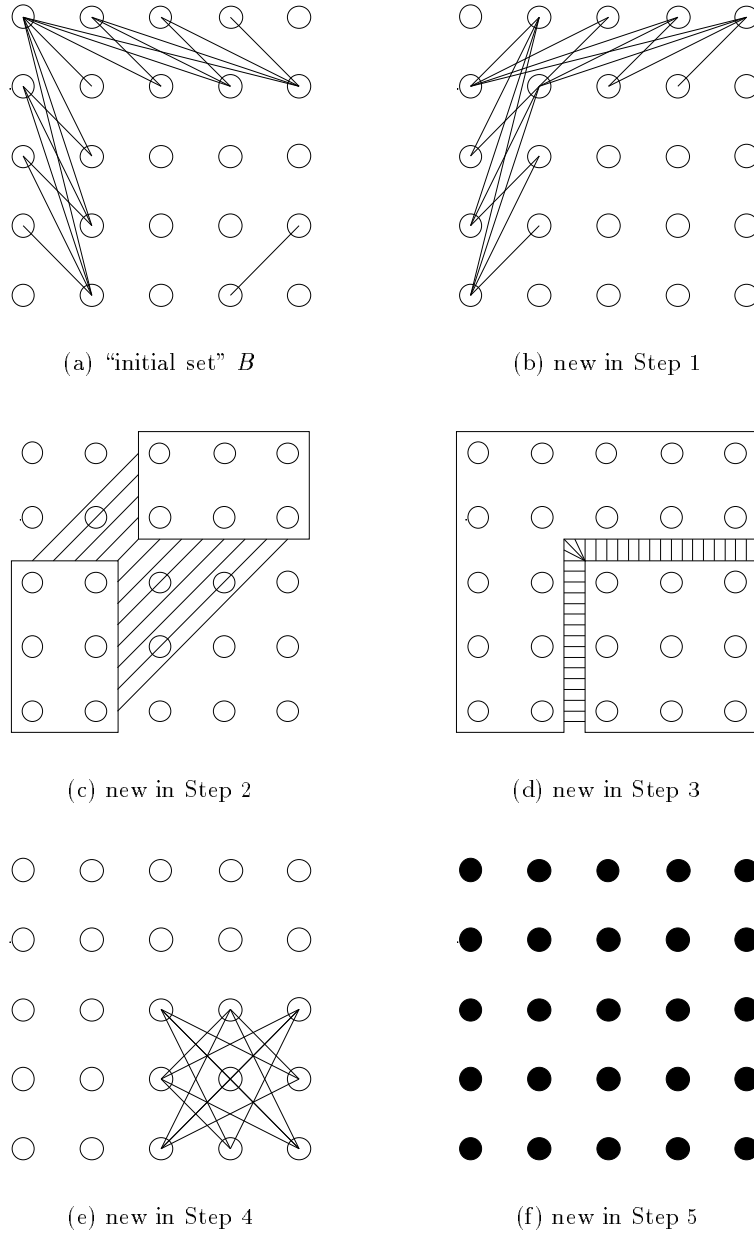 (a) “initial set” B
(b) new in Step 1
(c) new in Step 2
(d) new in Step 3
(e) new in Step 4
(f) new in Step 5